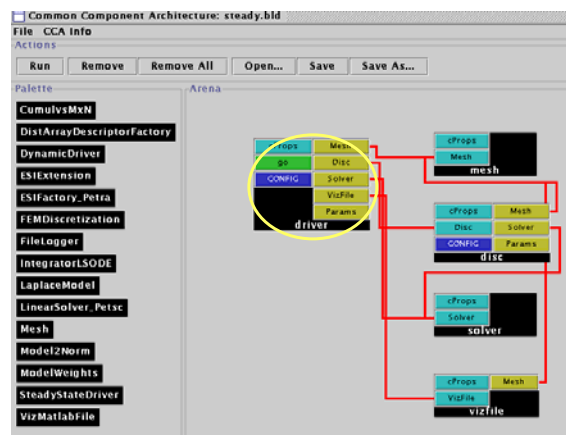 Common Component Architecture: steady.bld
File CCA Info
Actions
Run Remove Remove All Open... Save Save As...
Palette
CumulvsMxN
DistArrayDescriptorFactory
DynamicDriver
ESIExtension
ESIFactory_Petra
FEMDiscretization
FileLogger
IntegratorLSODE
LaplaceModel
LinearSolver_Petsc
Mesh
Model2Norm
ModelWeights
SteadyStateDriver
VizMatlabFile
Arena
cProps Mesh
go Disc
CONFIG Solver
VizFile
Params
driver
cProps
Mesh
mesh
cProps Mesh
Disc Solver
CONFIG Params
disc
cProps
Solver
solver
cProps Mesh
VizFile
vizfile